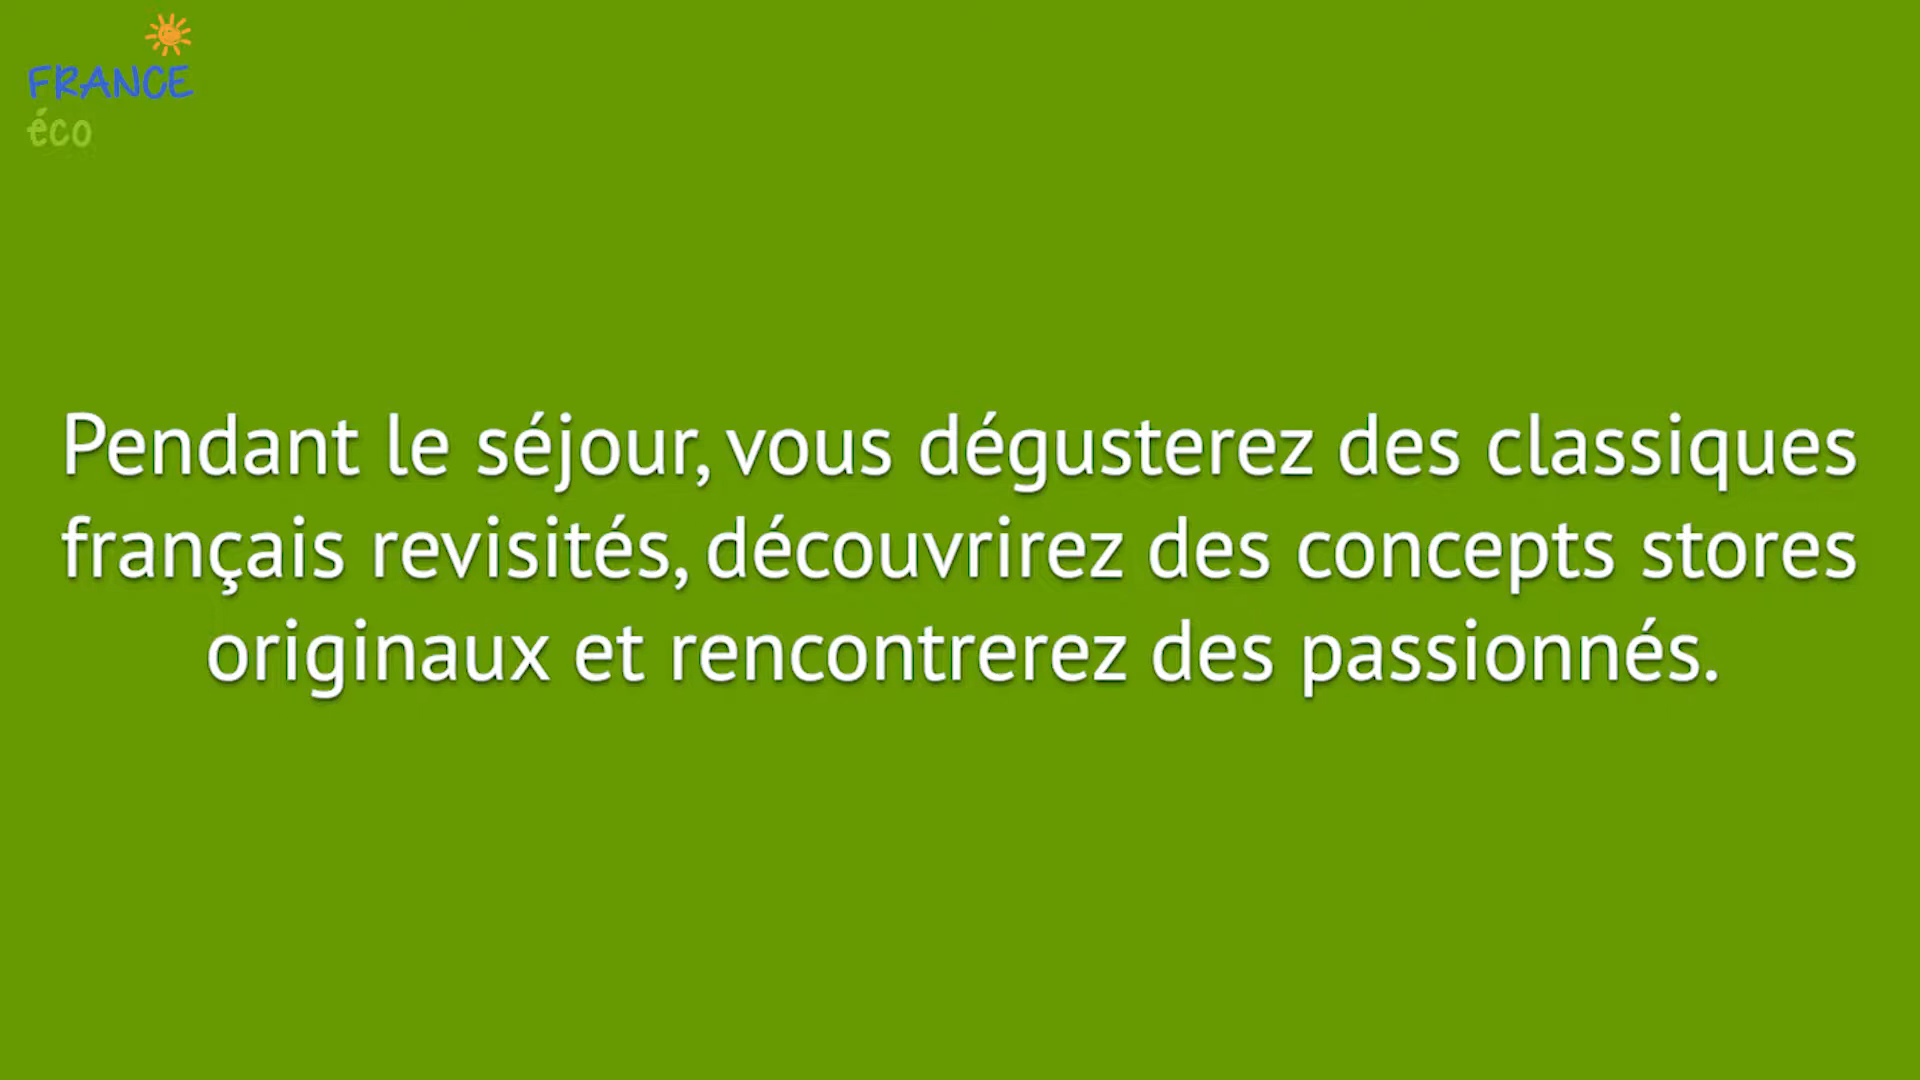 FRANCE
éco
Pendant le séjour, vous dégusterez des classiques
français revisités, découvrirez des concepts stores
originaux et rencontrerez des passionnés.